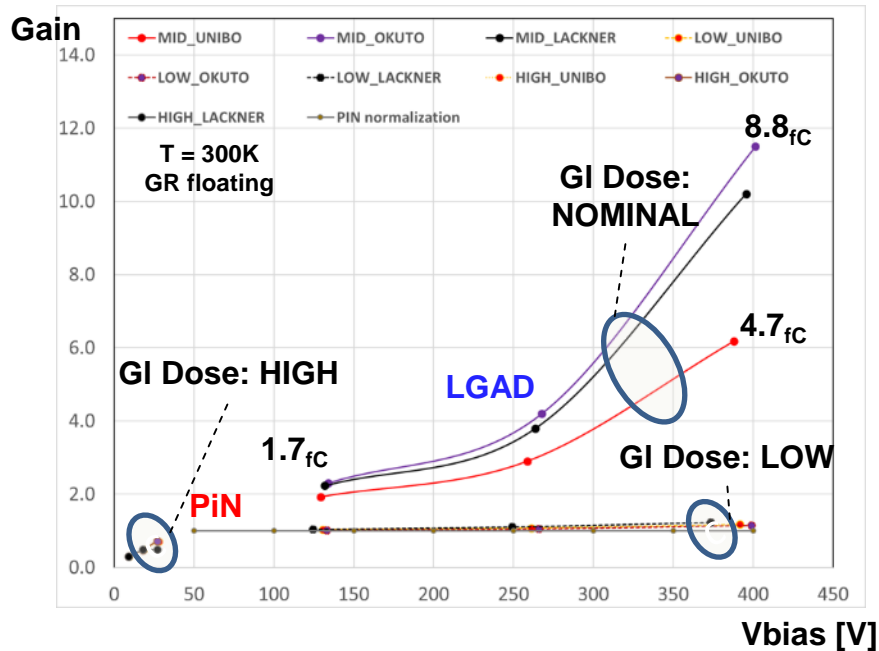 Gain
MID_UNIBO
MID_OKUTO
MID_LACKNER
LOW_UNIBO
LOW_OKUTO
LOW_LACKNER
HIGH_UNIBO
HIGH_OKUTO
HIGH_LACKNER
PIN normalization
T = 300K
GR floating
14.0
12.0
10.0
8.0
6.0
4.0
2.0
0.0
8.8fC
GI Dose:
NOMINAL
4.7fC
GI Dose: HIGH
LGAD
1.7fC
GI Dose: LOW
PiN
0
50
100
150
200
250
300
350
400
450
Vbias [V]